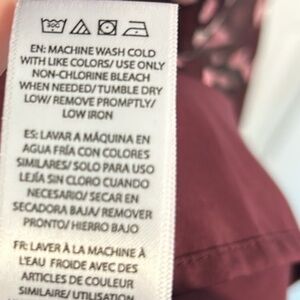 EN: MACHINE WASH COLD
WITH LIKE COLORS/ USE ONLY
NON-CHLORINE BLEACH
WHEN NEEDED/ TUMBLE DRY
LOW/ REMOVE PROMPTLY/
LOW IRON
ES: LAVAR A MÁQUINA EN
AGUA FRÍA CON COLORES
SIMILARES/ SOLO PARA USO
LEJÍA SIN CLORO CUANDO
NECESARIO/ SECAR EN
SECADORA BAJA/ REMOVER
PRONTO/ HIERRO BAJO
FR: LAVER À LA MACHINE À
L'EAU FROIDE AVEC DES
ARTICLES DE COULEUR
SIMILAIRE/ UTILISATION